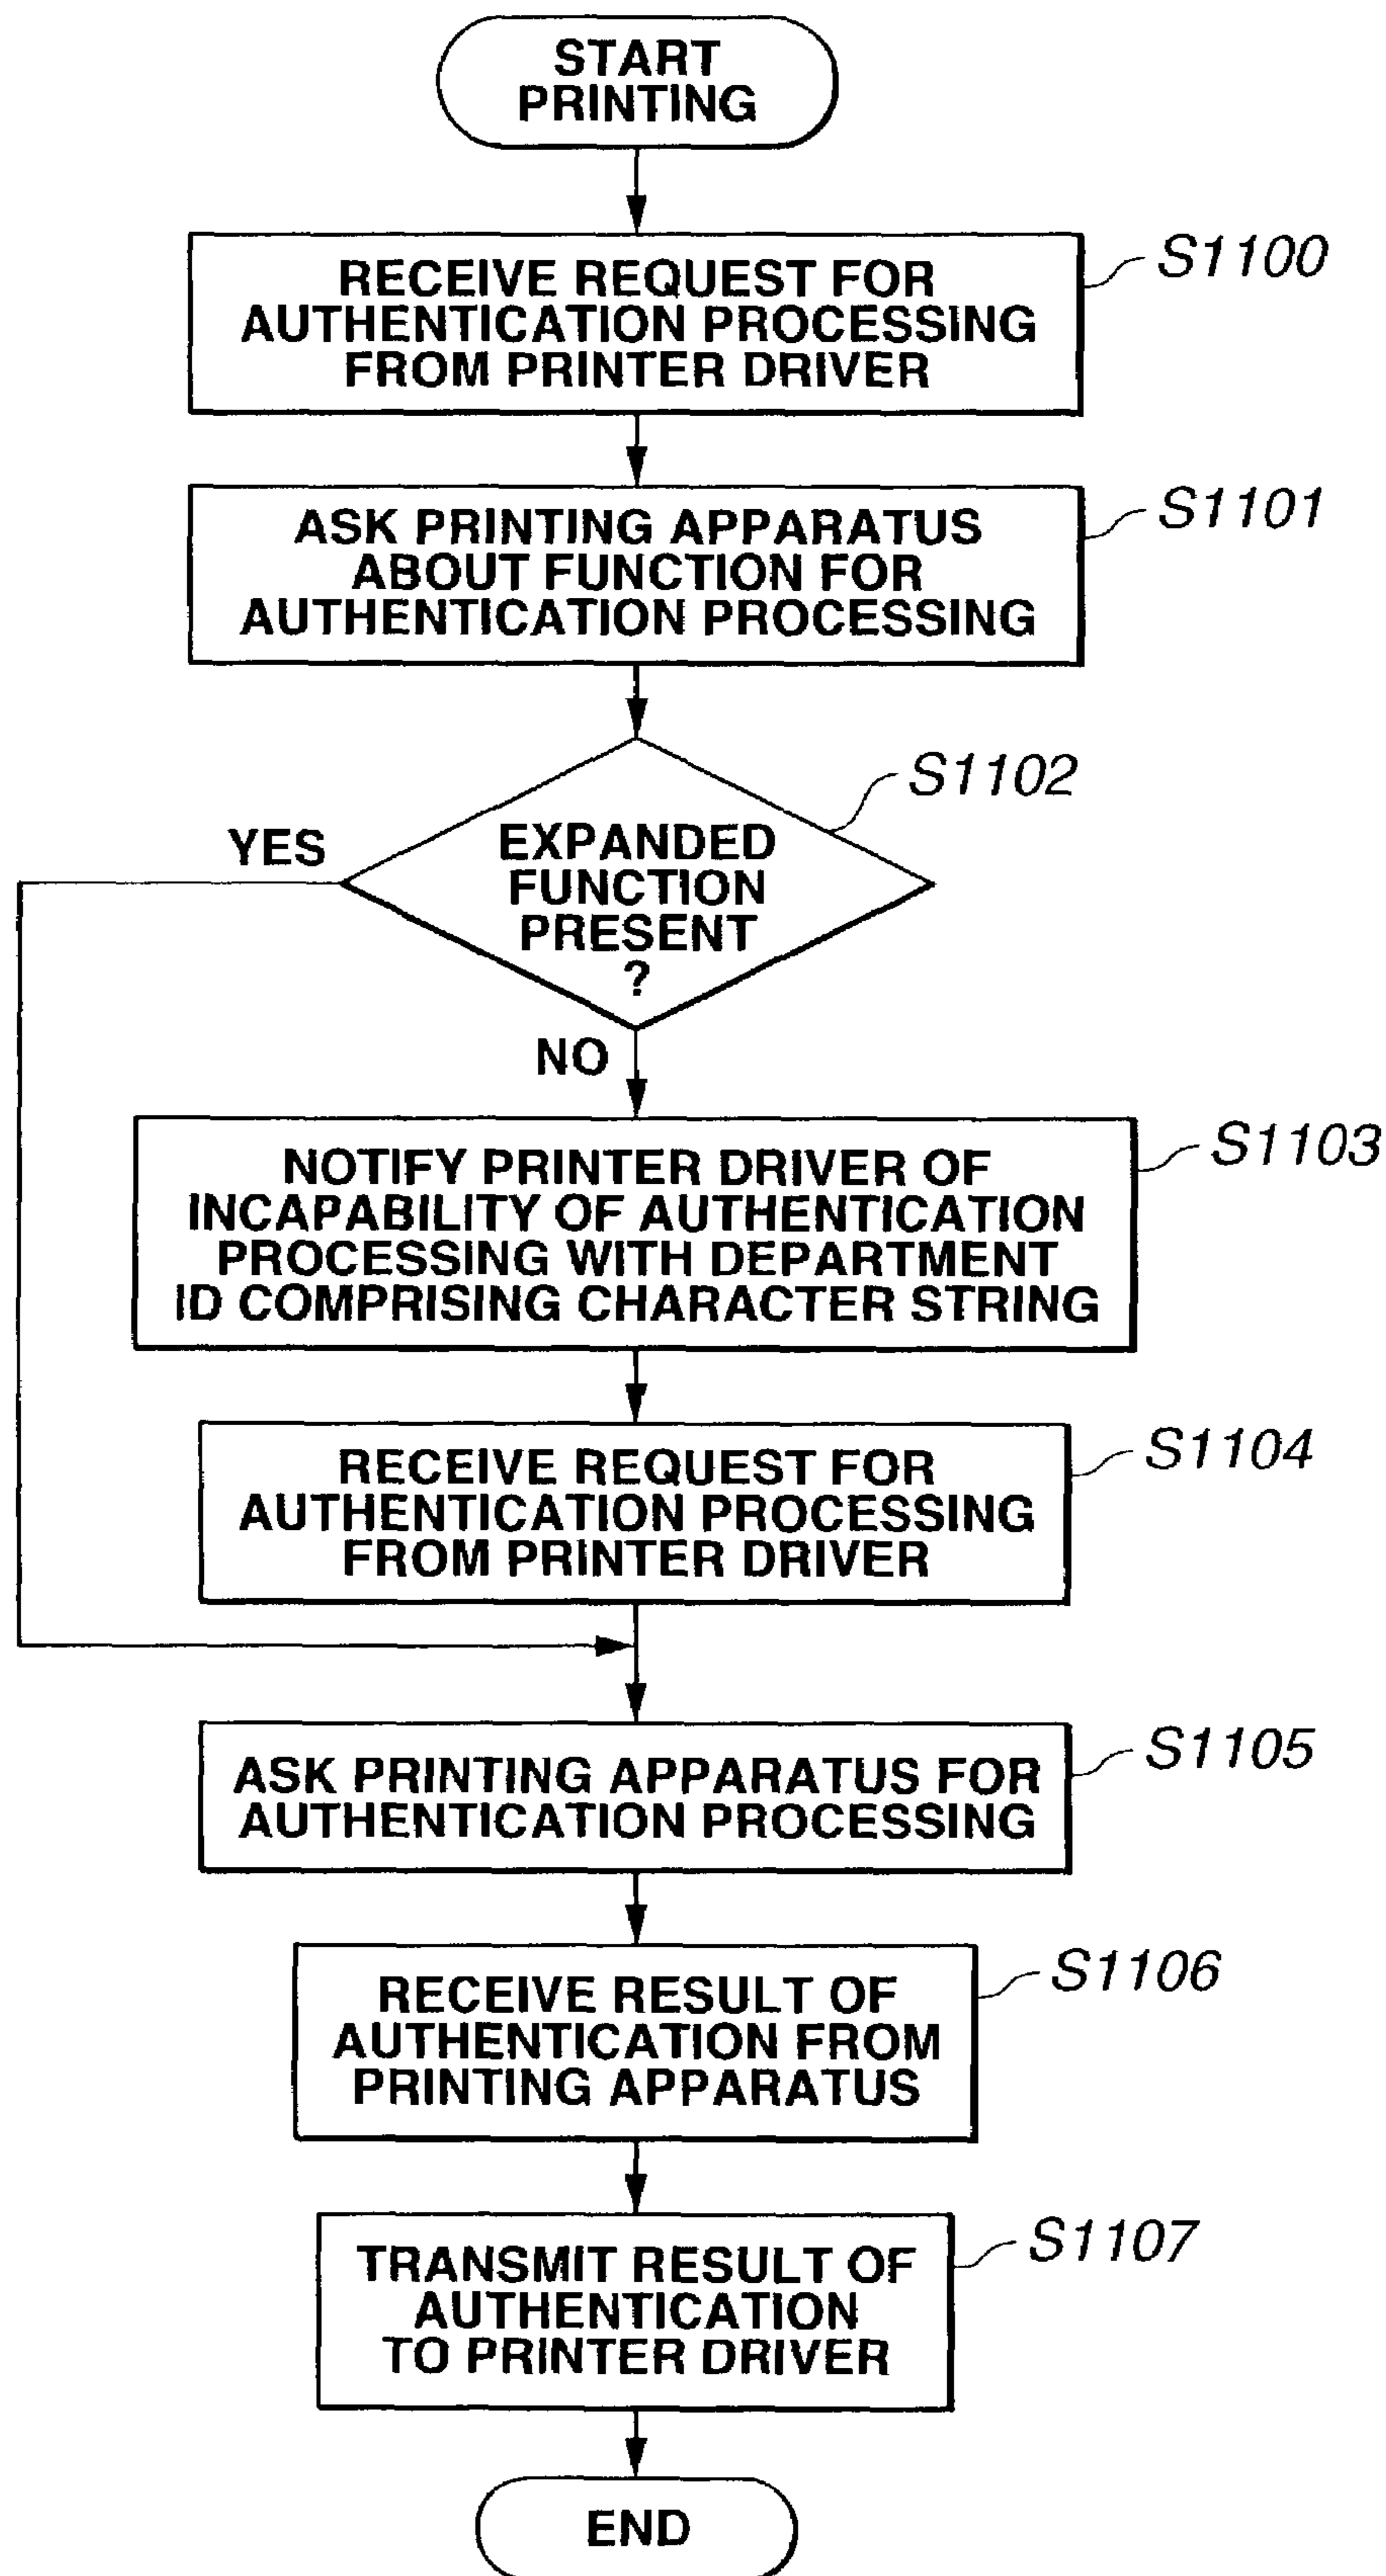 START
PRINTING
RECEIVE REQUEST FOR
AUTHENTICATION PROCESSING
FROM PRINTER DRIVER
S1100
ASK PRINTING APPARATUS
ABOUT FUNCTION FOR
AUTHENTICATION PROCESSING
S1101
EXPANDED
FUNCTION
PRESENT
?
S1102
YES
NO
NOTIFY PRINTER DRIVER OF
INCAPABILITY OF AUTHENTICATION
PROCESSING WITH DEPARTMENT
ID COMPRISING CHARACTER STRING
S1103
RECEIVE REQUEST FOR
AUTHENTICATION PROCESSING
FROM PRINTER DRIVER
S1104
ASK PRINTING APPARATUS FOR
AUTHENTICATION PROCESSING
S1105
RECEIVE RESULT OF
AUTHENTICATION FROM
PRINTING APPARATUS
S1106
TRANSMIT RESULT OF
AUTHENTICATION
TO PRINTER DRIVER
S1107
END